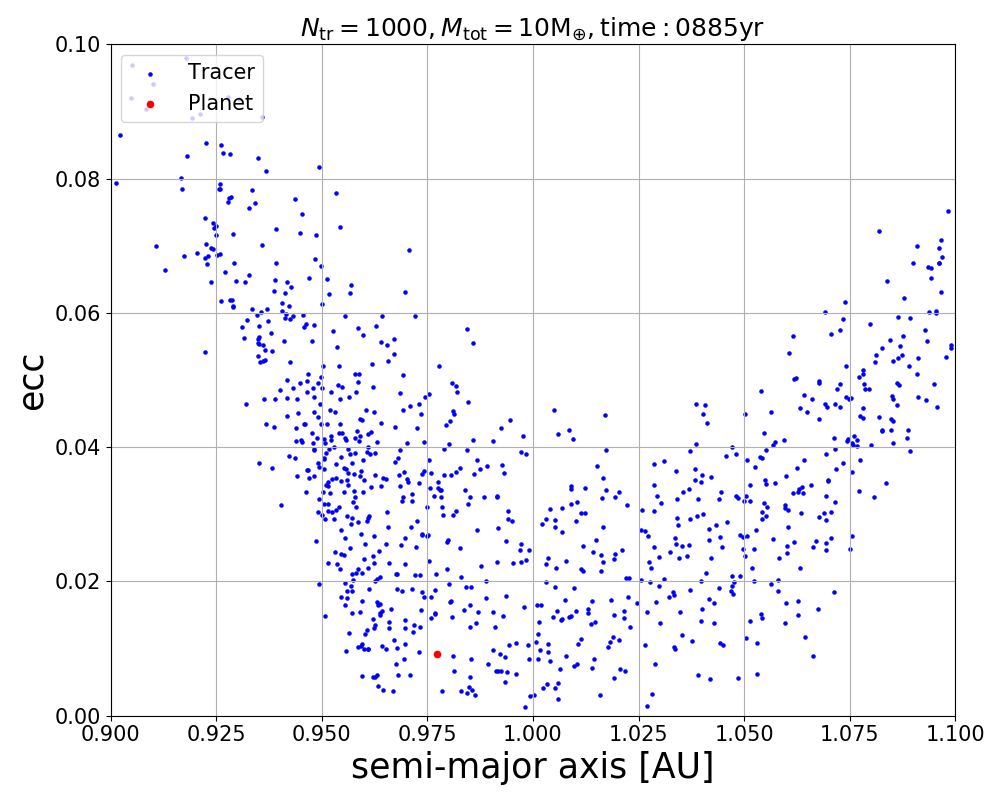 N_tr = 1000, M_tot = 10M_⊕, time : 0885yr
Tracer
Planet
ecc
0.10
0.08
0.06
0.04
0.02
0.00
0.900 0.925 0.950 0.975 1.000 1.025 1.050 1.075 1.100
semi-major axis [AU]